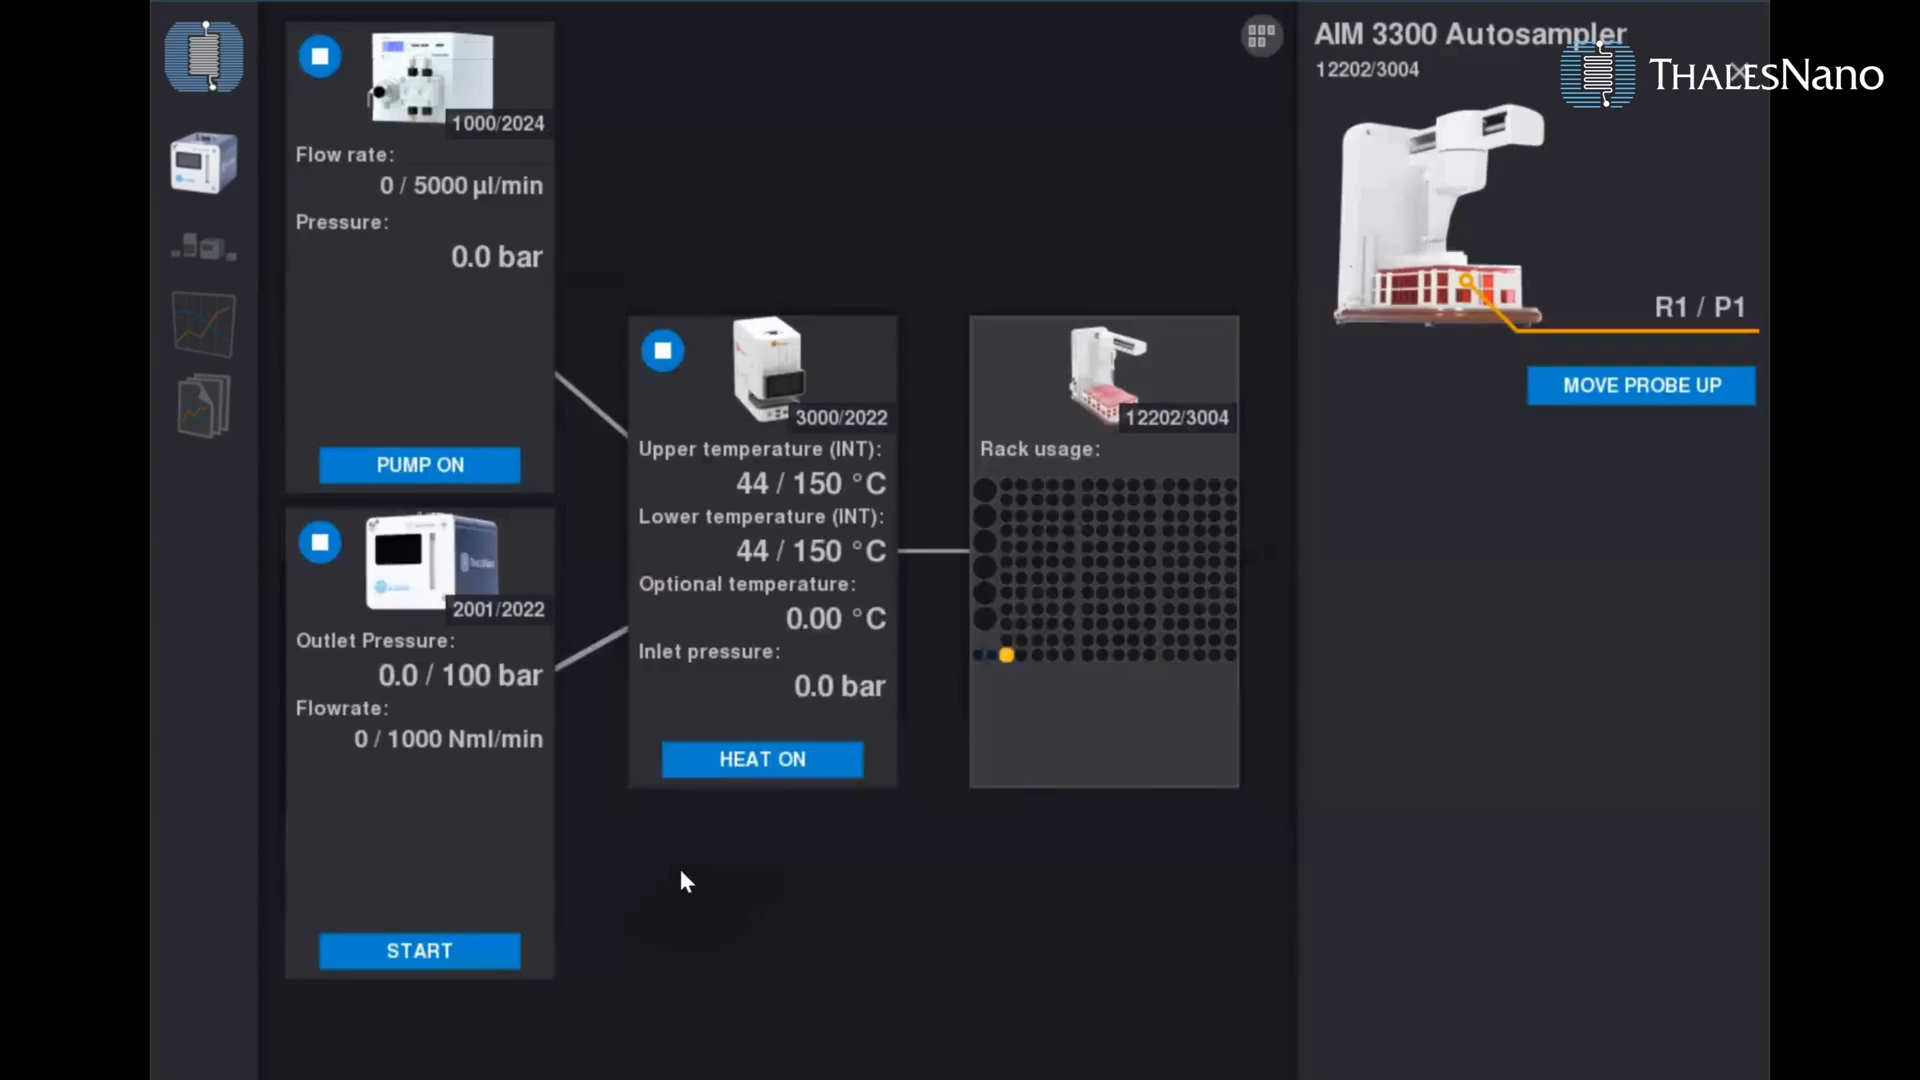 1000/2024
Flow rate:
0 / 5000 µl/min
Pressure:
0.0 bar
PUMP ON
2001/2022
Outlet Pressure:
0.0 / 100 bar
Flowrate:
0 / 1000 Nml/min
START
3000/2022
Upper temperature (INT):
44 / 150 °C
Lower temperature (INT):
44 / 150 °C
Optional temperature:
0.00 °C
Inlet pressure:
0.0 bar
HEAT ON
12202/3004
Rack usage:
AIM 3300 Autosampler
12202/3004
THALESNANO
R1 / P1
MOVE PROBE UP